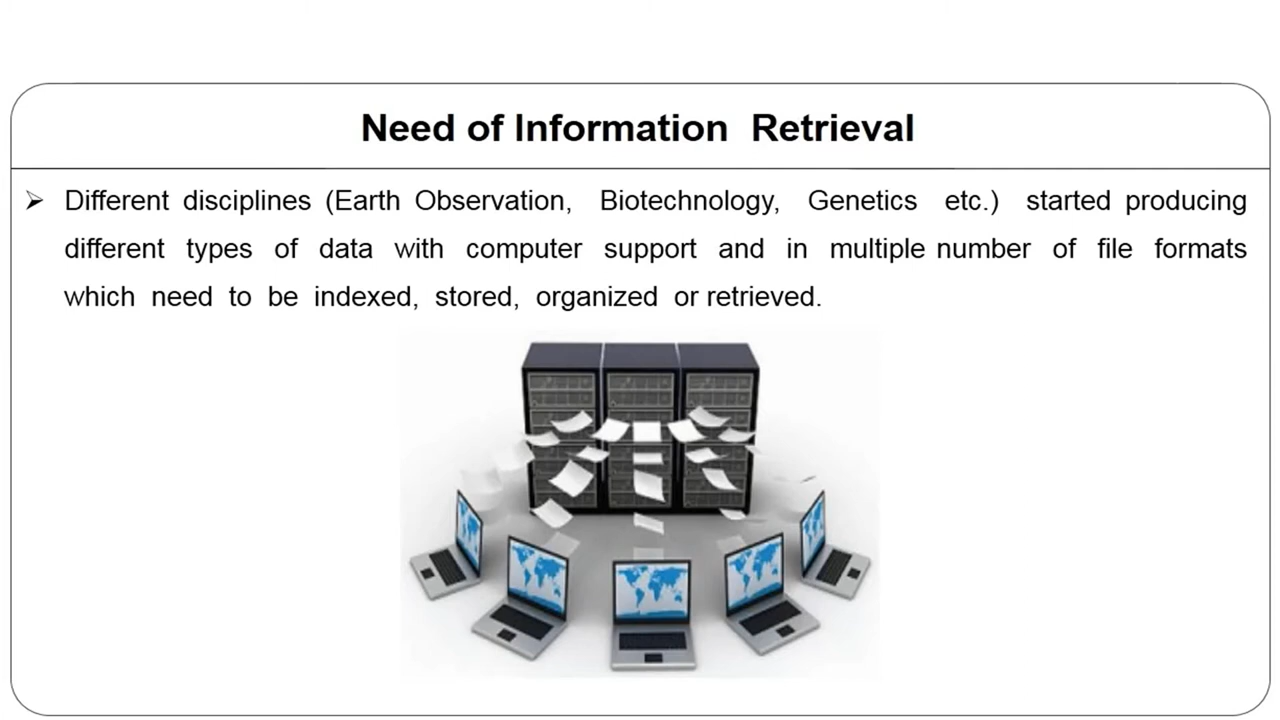 Need of Information Retrieval
➢ Different disciplines (Earth Observation, Biotechnology, Genetics etc.) started producing
different types of data with computer support and in multiple number of file formats
which need to be indexed, stored, organized or retrieved.